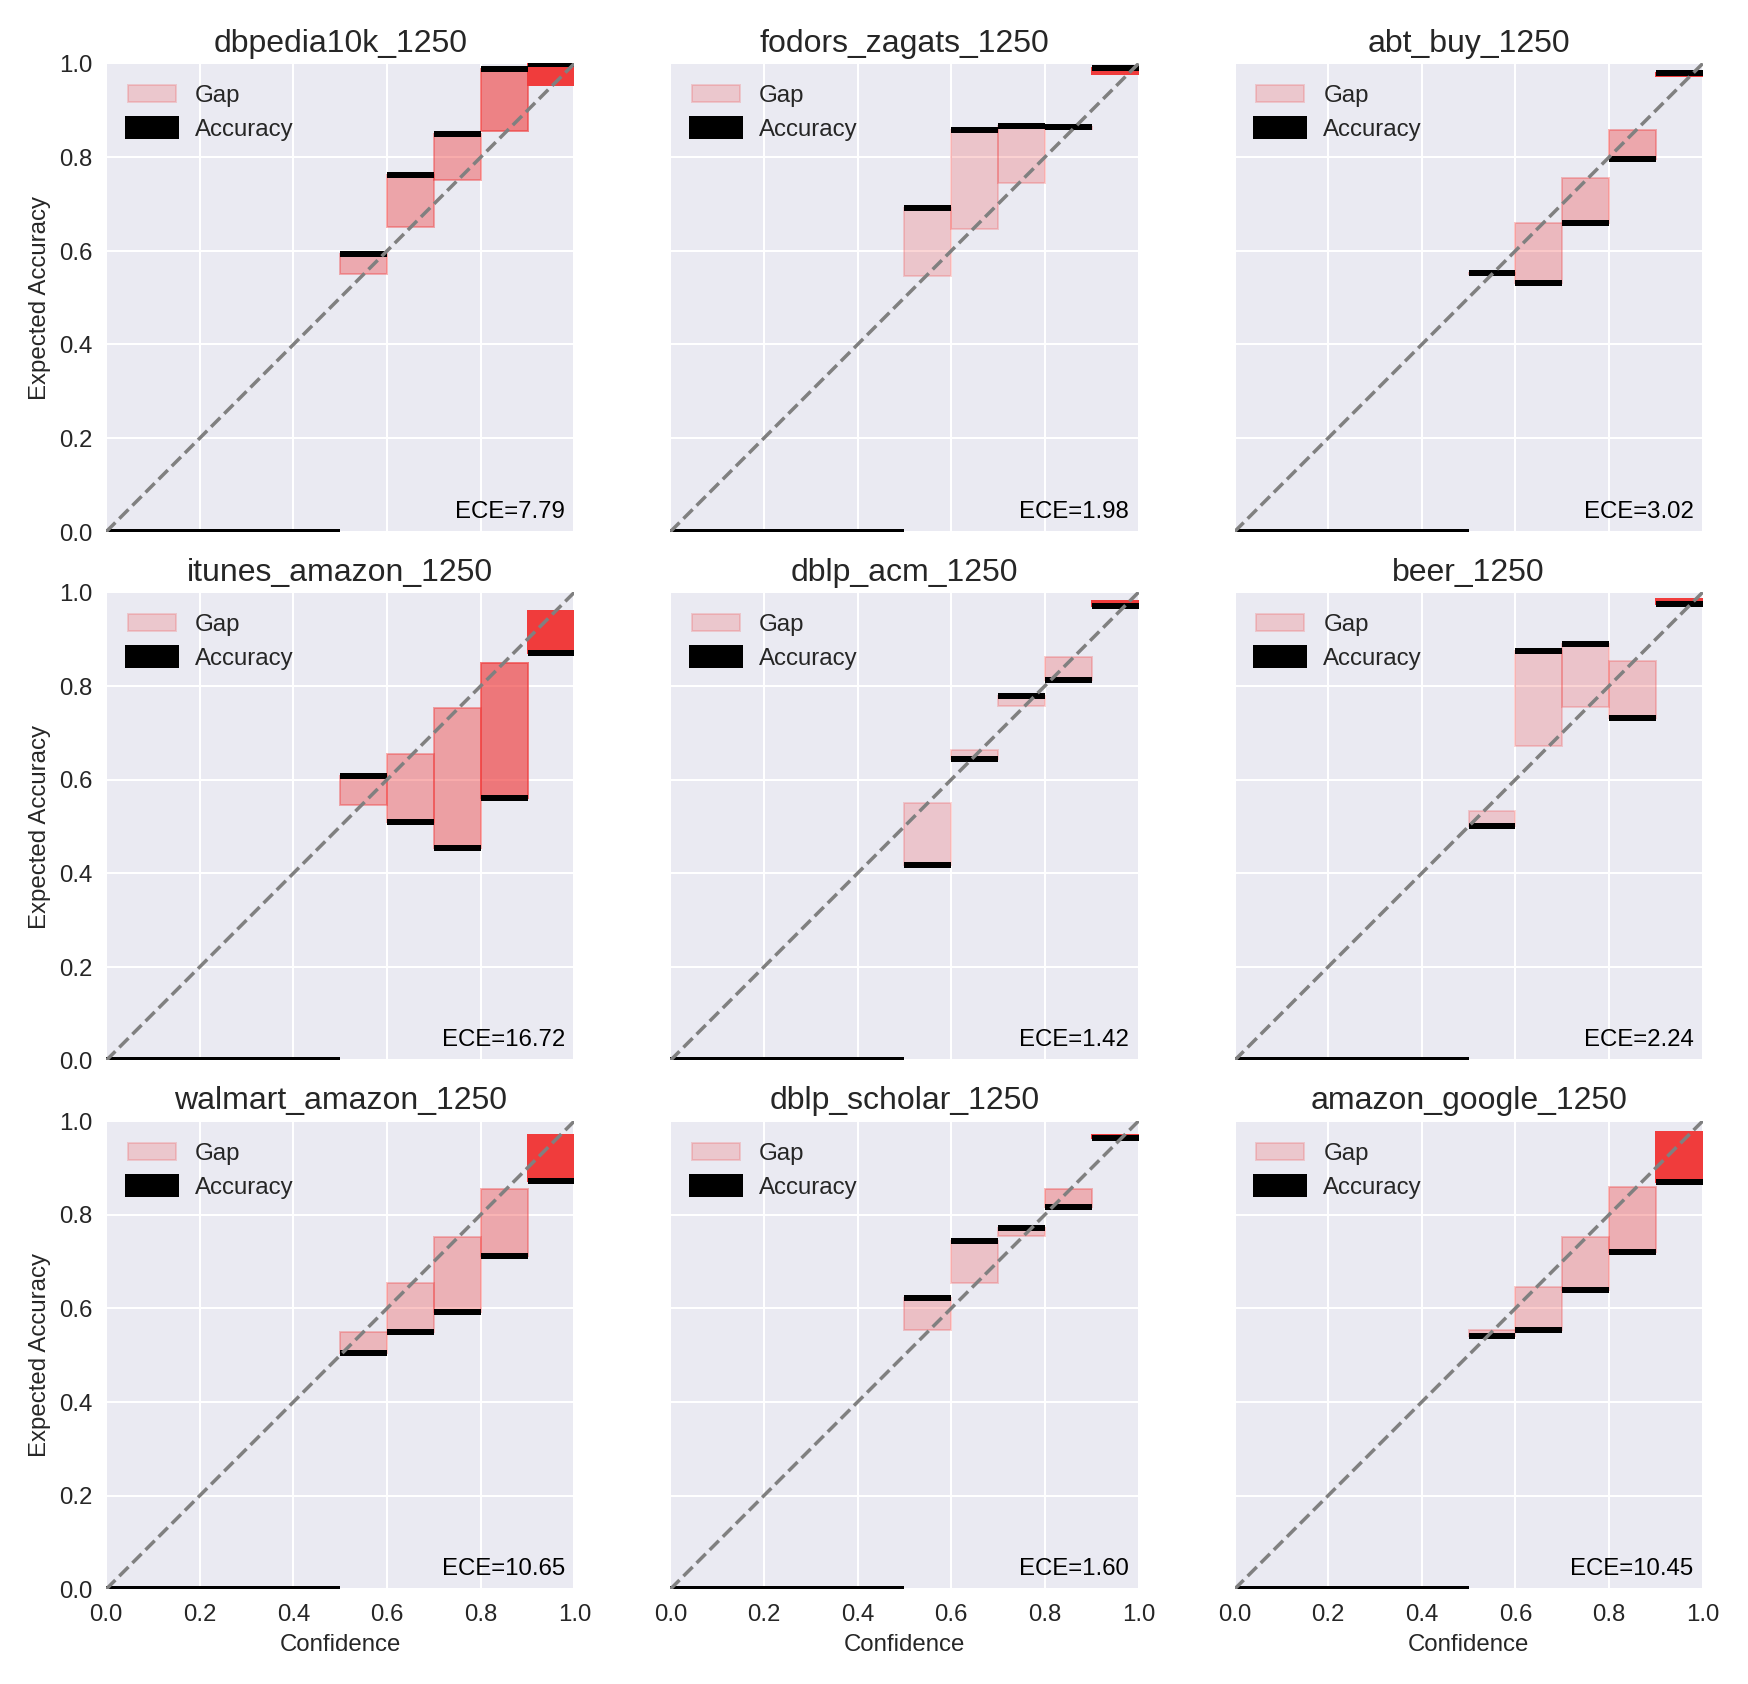 dbpedia10k_1250 fodors_zagats_1250 abt_buy_1250
1.0
0.8
0.6
0.4
0.2
0.0
Expected Accuracy
Gap
Accuracy
ECE=7.79
Gap
Accuracy
ECE=1.98
Gap
Accuracy
ECE=3.02
itunes_amazon_1250 dblp_acm_1250 beer_1250
1.0
0.8
0.6
0.4
0.2
0.0
Expected Accuracy
Gap
Accuracy
ECE=16.72
Gap
Accuracy
ECE=1.42
Gap
Accuracy
ECE=2.24
walmart_amazon_1250 dblp_scholar_1250 amazon_google_1250
1.0
0.8
0.6
0.4
0.2
0.0
Expected Accuracy
Gap
Accuracy
ECE=10.65
Gap
Accuracy
ECE=1.60
Gap
Accuracy
ECE=10.45
0.0 0.2 0.4 0.6 0.8 1.0 0.0 0.2 0.4 0.6 0.8 1.0 0.0 0.2 0.4 0.6 0.8 1.0
Confidence Confidence Confidence